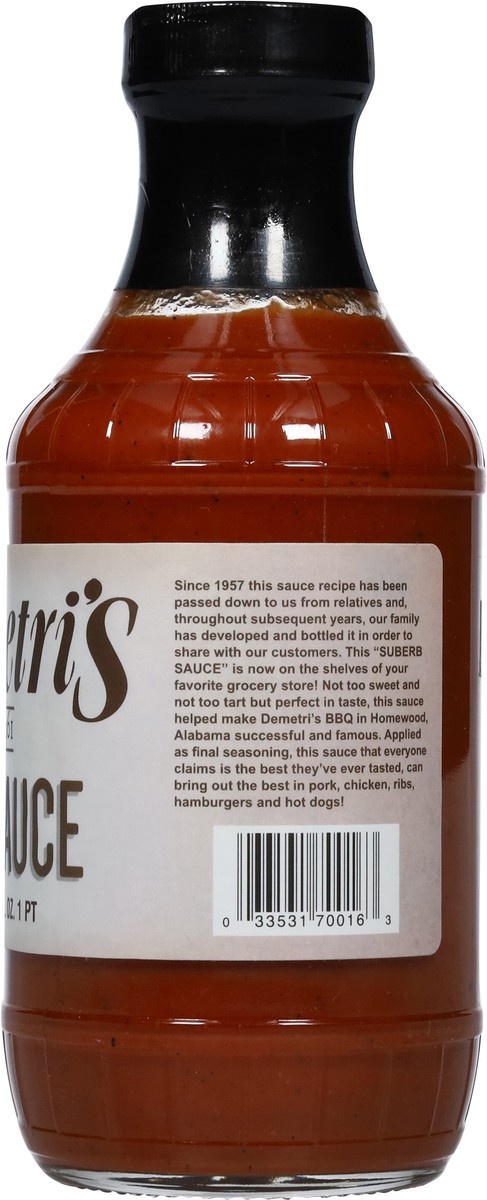 etri's
AUCE
OZ. 1 PT
Since 1957 this sauce recipe has been
passed down to us from relatives and,
throughout subsequent years, our family
has developed and bottled it in order to
share with our customers. This “SUBERB
SAUCE” is now on the shelves of your
favorite grocery store! Not too sweet and
not too tart but perfect in taste, this sauce
helped make Demetri's BBQ in Homewood,
Alabama successful and famous. Applied
as final seasoning, this sauce that everyone
claims is the best they've ever tasted, can
bring out the best in pork, chicken, ribs,
hamburgers and hot dogs!
0 33531 70016 3